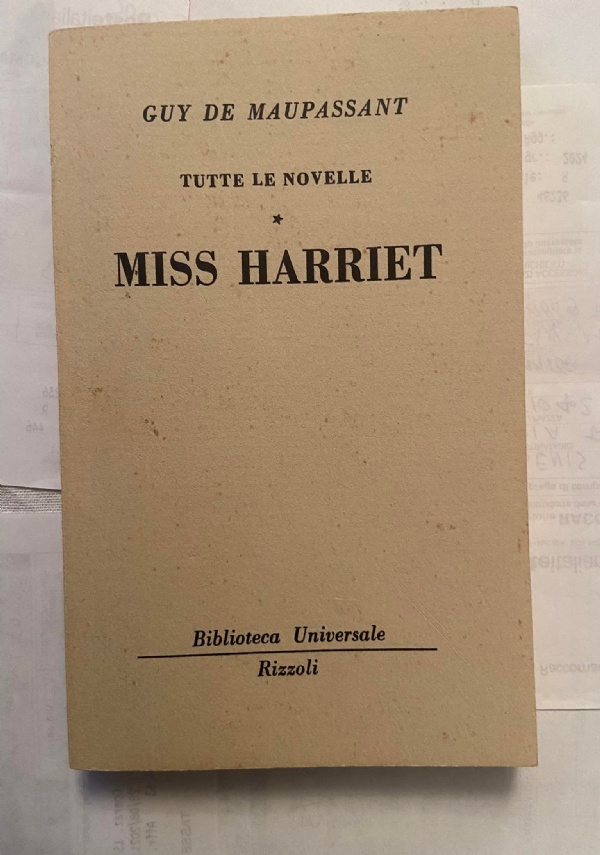 GUY DE MAUPASSANT
TUTTE LE NOVELLE
*
MISS HARRIET
Biblioteca Universale
Rizzoli